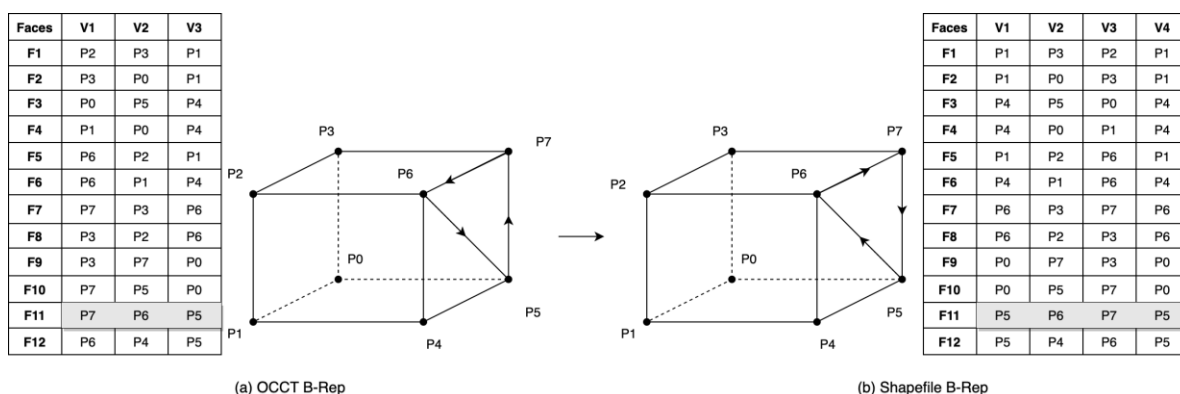 Faces V1 V2 V3
F1 P2 P3 P1
F2 P3 P0 P1
F3 P0 P5 P4
F4 P1 P0 P4
F5 P6 P2 P1
F6 P6 P1 P4
F7 P7 P3 P6
F8 P3 P2 P6
F9 P3 P7 P0
F10 P7 P5 P0
F11 P7 P6 P5
F12 P6 P4 P5
P3
P7
P2
P6
P0
P5
P1
P4
(a) OCCT B-Rep
P3
P7
P2
P6
P0
P5
P1
P4
(b) Shapefile B-Rep
Faces V1 V2 V3 V4
F1 P1 P3 P2 P1
F2 P1 P0 P3 P1
F3 P4 P5 P0 P4
F4 P4 P0 P1 P4
F5 P1 P2 P6 P1
F6 P4 P1 P6 P4
F7 P6 P3 P7 P6
F8 P6 P2 P3 P6
F9 P0 P7 P3 P0
F10 P0 P5 P7 P0
F11 P5 P6 P7 P5
F12 P5 P4 P6 P5